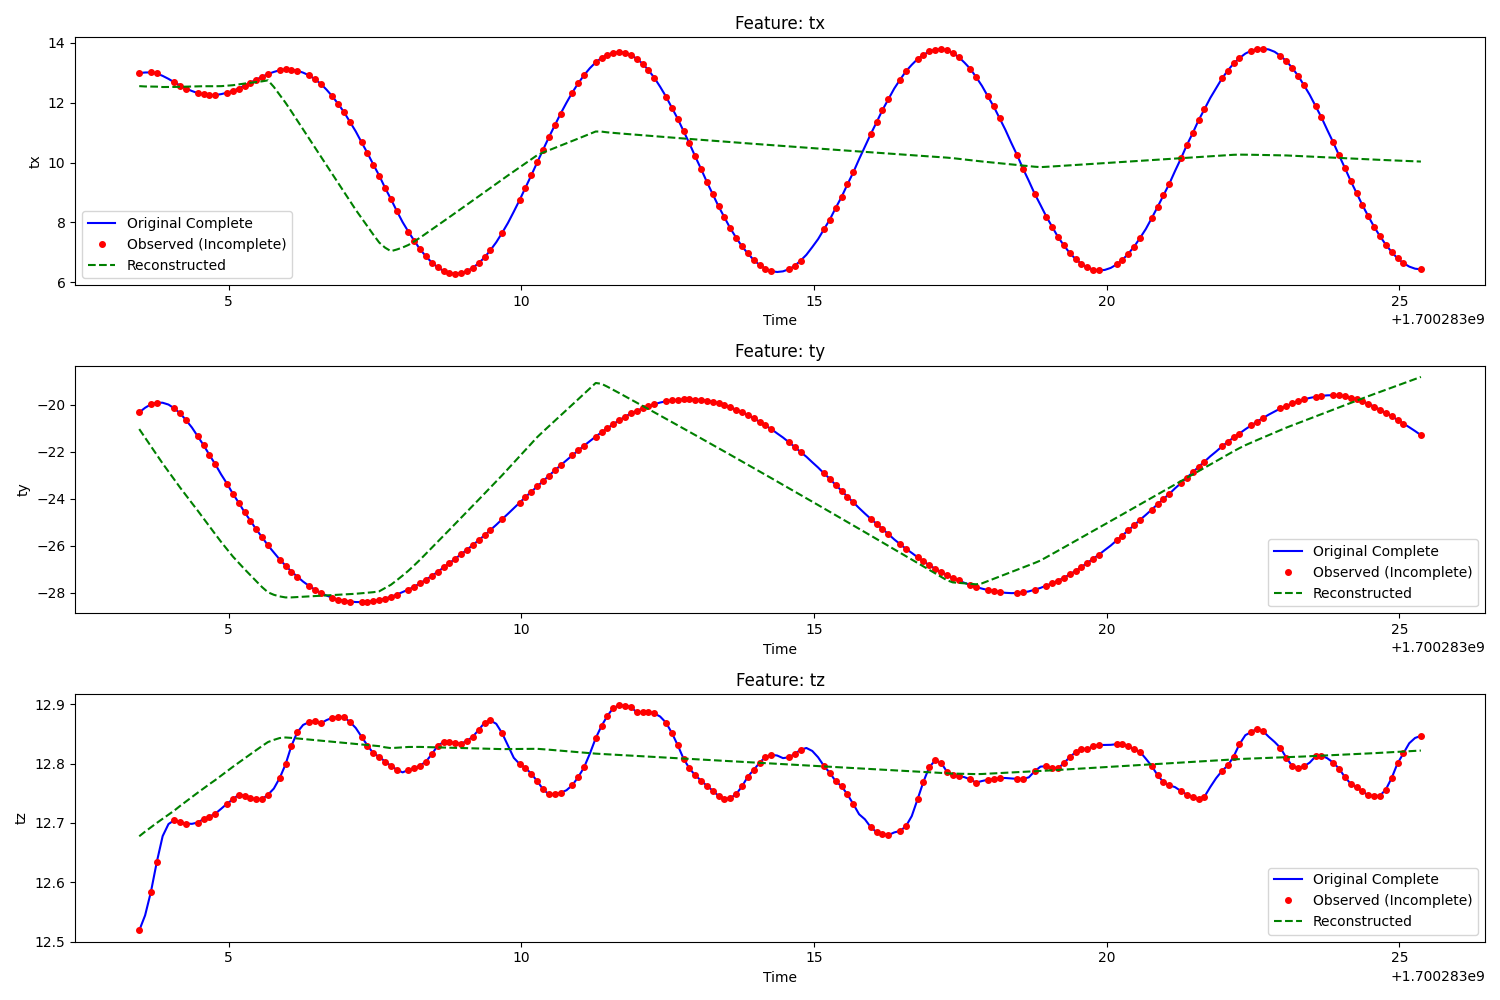 Feature: tx
14
12
10
8
6
tx
Original Complete
Observed (Incomplete)
Reconstructed
5
10
15
20
25
Time
+1.700283e9
Feature: ty
−20
−22
−24
−26
−28
ty
Original Complete
Observed (Incomplete)
Reconstructed
5
10
15
20
25
Time
+1.700283e9
Feature: tz
12.9
12.8
12.7
12.6
12.5
tz
Original Complete
Observed (Incomplete)
Reconstructed
5
10
15
20
25
Time
+1.700283e9